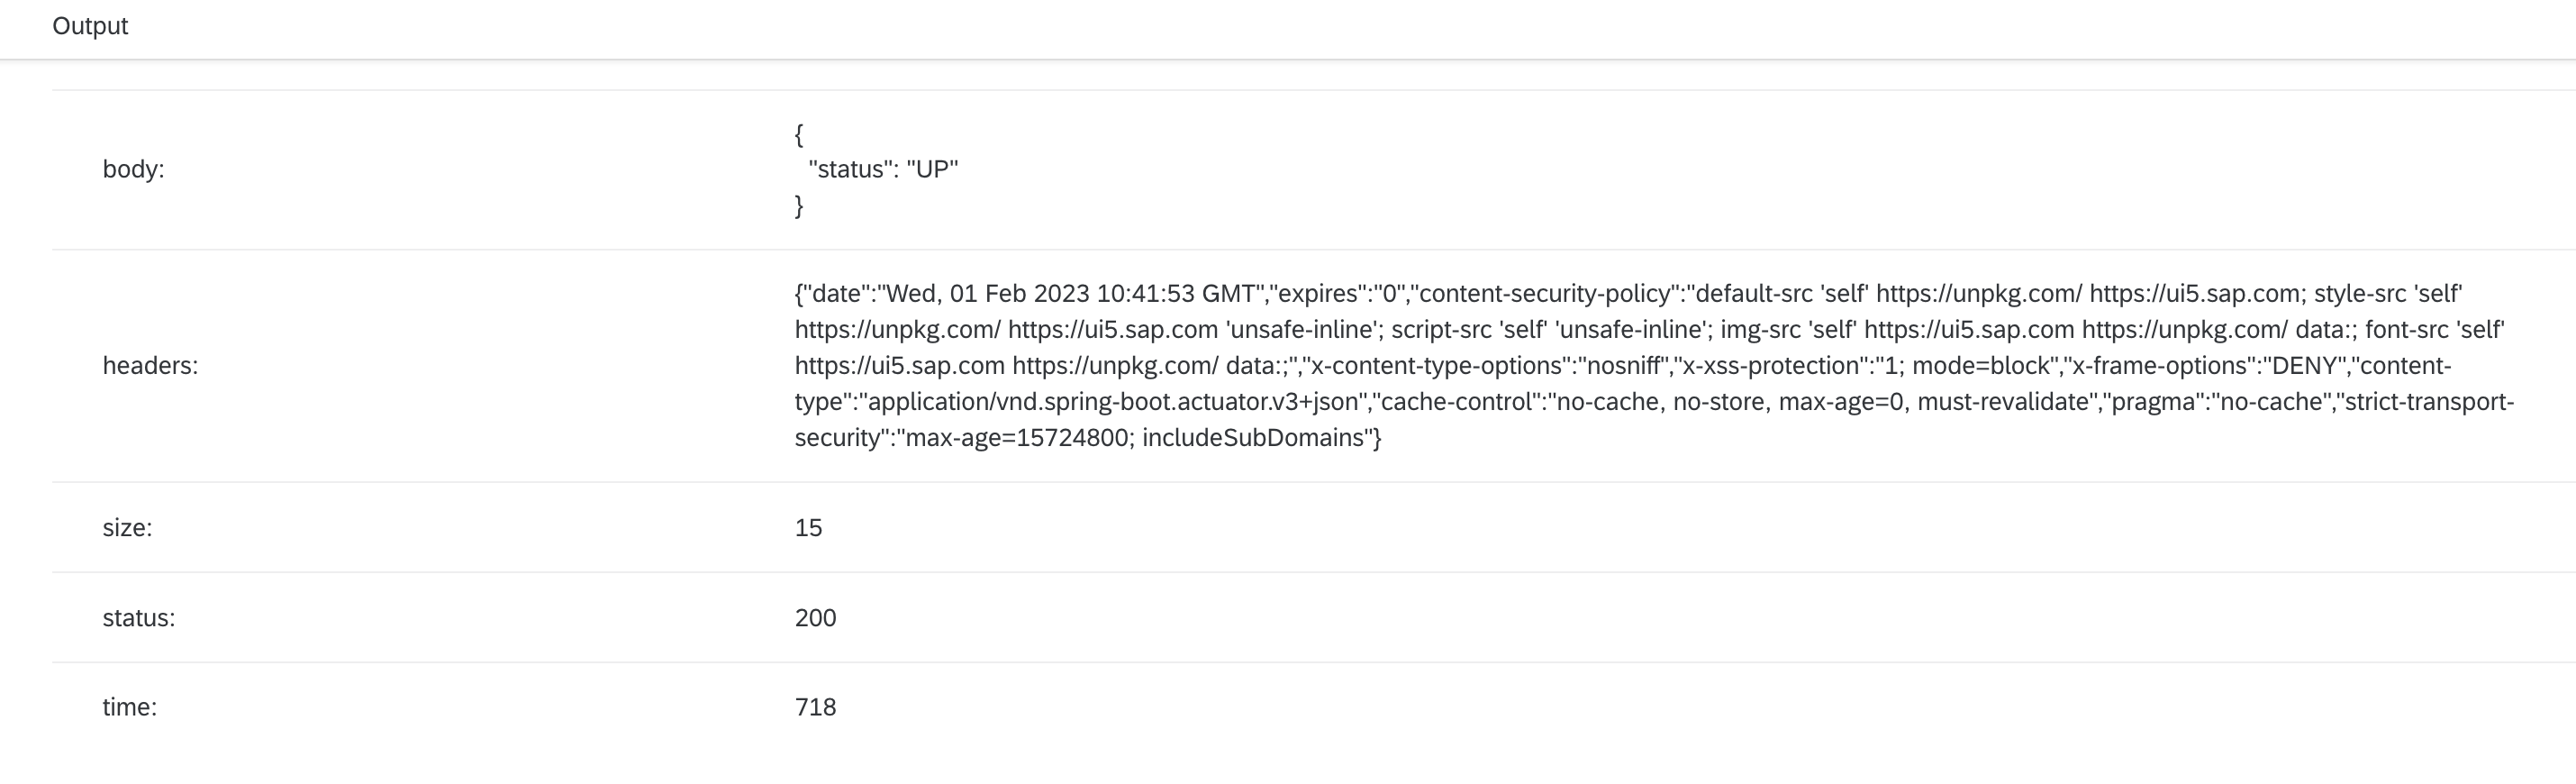 Output
body:
{
  "status": "UP"
}
headers:
{"date":"Wed, 01 Feb 2023 10:41:53 GMT","expires":"0","content-security-policy":"default-src 'self' https://unpkg.com/ https://ui5.sap.com; style-src 'self'
https://unpkg.com/ https://ui5.sap.com 'unsafe-inline'; script-src 'self' 'unsafe-inline'; img-src 'self' https://ui5.sap.com https://unpkg.com/ data:; font-src 'self'
https://ui5.sap.com https://unpkg.com/ data:;","x-content-type-options":"nosniff","x-xss-protection":"1; mode=block","x-frame-options":"DENY","content-
type":"application/vnd.spring-boot.actuator.v3+json","cache-control":"no-cache, no-store, max-age=0, must-revalidate","pragma":"no-cache","strict-transport-
security":"max-age=15724800; includeSubDomains"}
size:
15
status:
200
time:
718